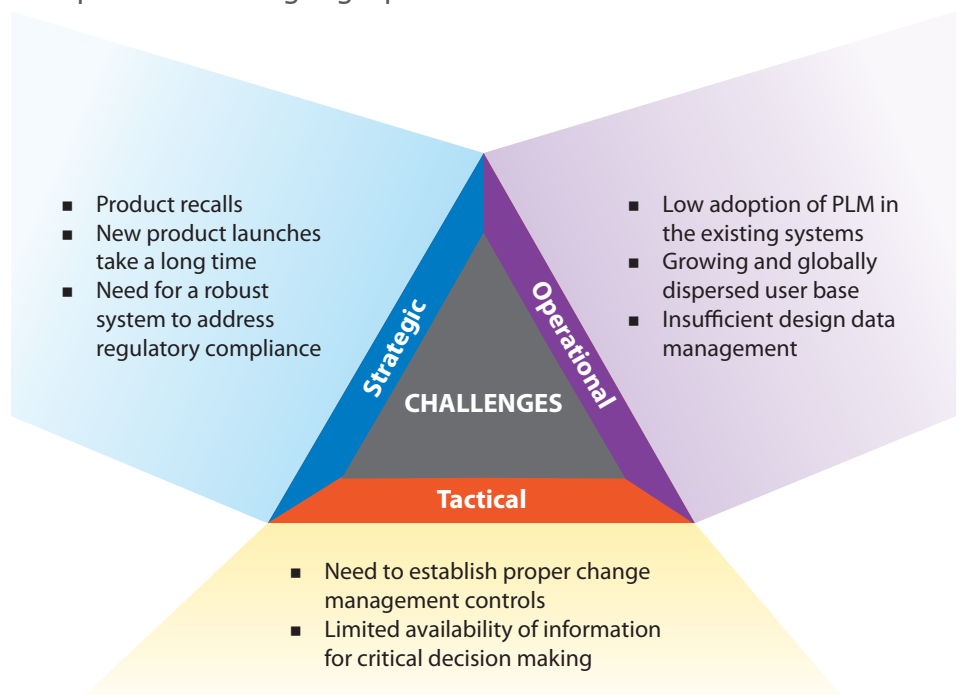 ■ Product recalls
■ New product launches
take a long time
■ Need for a robust
system to address
regulatory compliance
■ Low adoption of PLM in
the existing systems
■ Growing and globally
dispersed user base
■ Insufficient design data
management
Strategic
Operational
CHALLENGES
Tactical
■ Need to establish proper change
management controls
■ Limited availability of information
for critical decision making